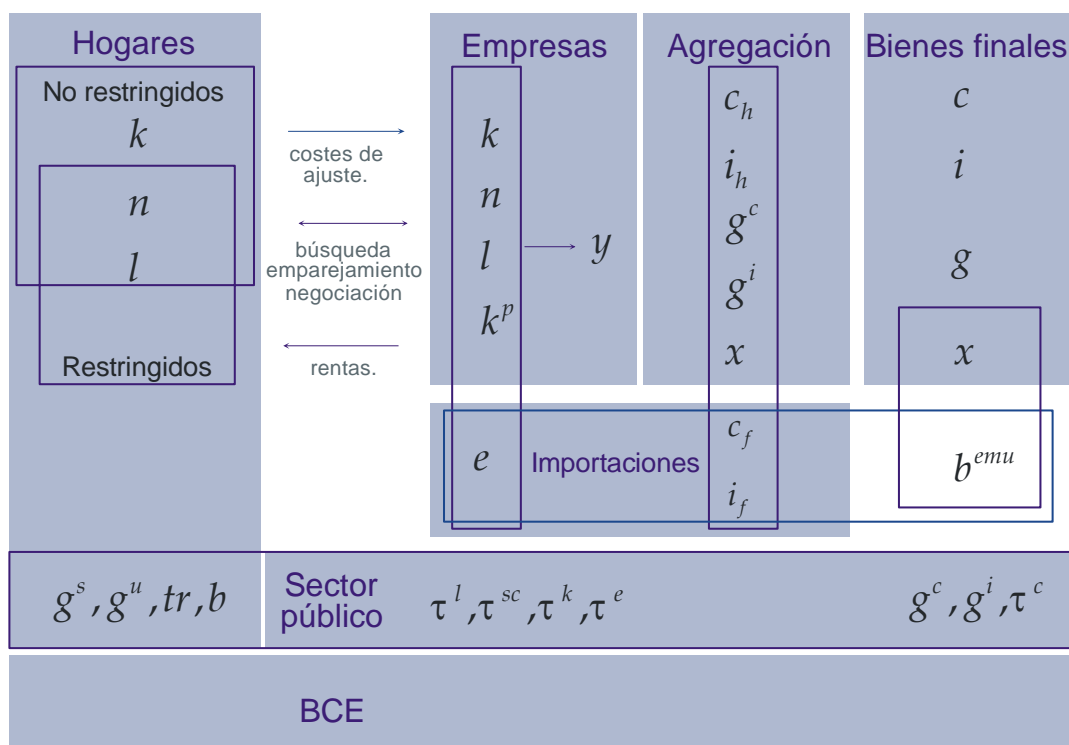 Hogares
No restringidos
k
n
l
Restringidos
costes de
ajuste.
búsqueda
emparejamiento
negociación
rentas.
Empresas
k
n
l
k^p
y
e
Importaciones
Agregación
c_h
i_h
g^c
g^i
x
c_f
i_f
Bienes finales
c
i
g
x
b^emu
g^s, g^u, tr, b
Sector
público
τ^l, τ^sc, τ^k, τ^e
g^c, g^i, τ^c
BCE